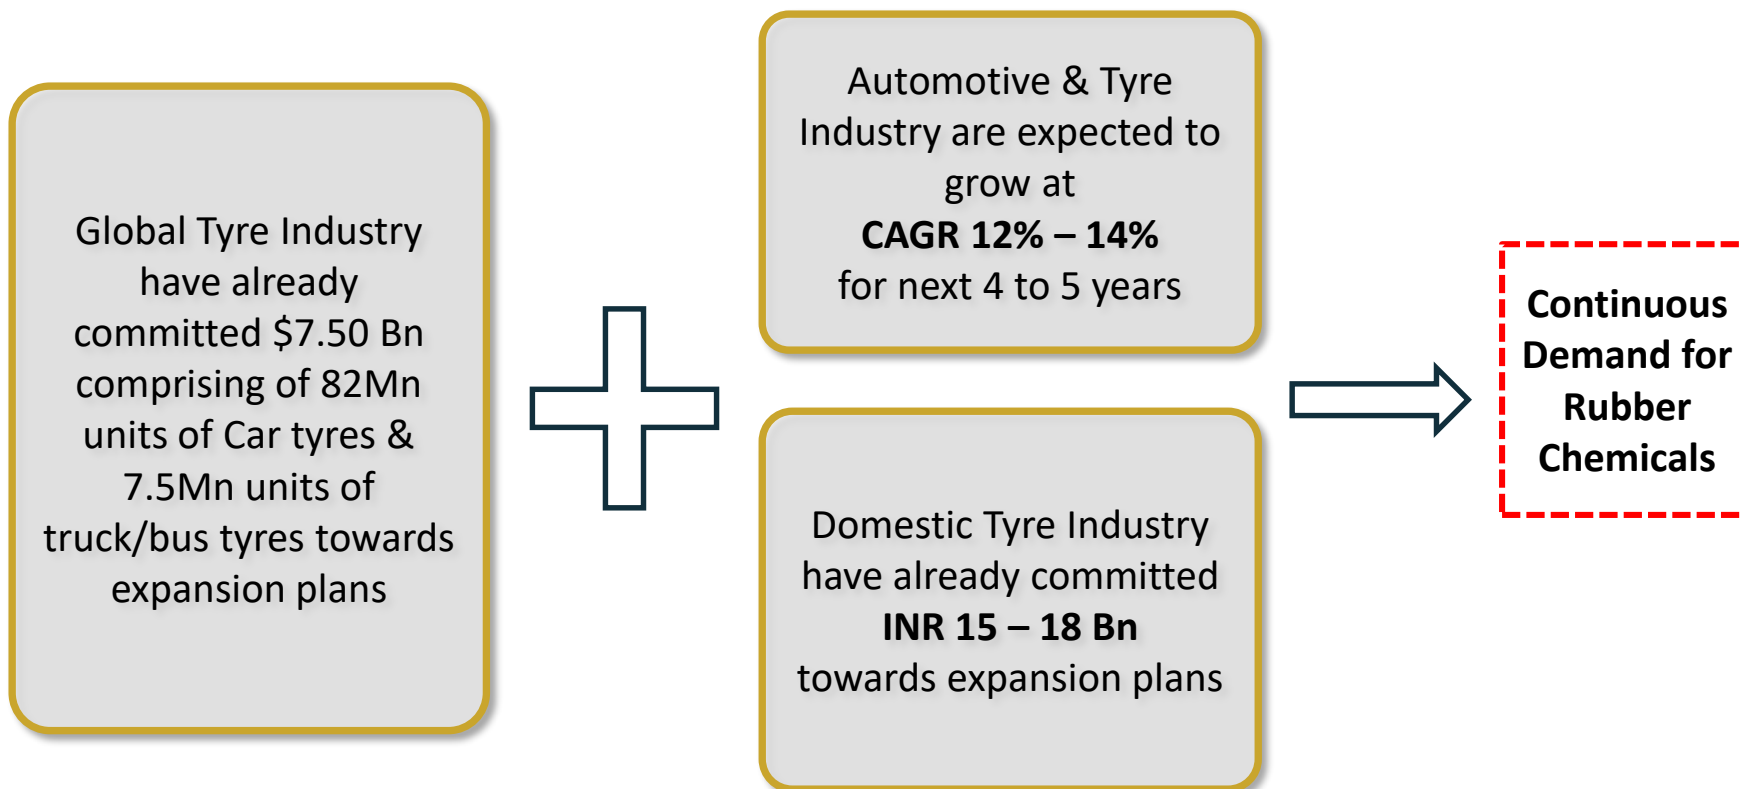 Global Tyre Industry
have already
committed $7.50 Bn
comprising of 82Mn
units of Car tyres &
7.5Mn units of
truck/bus tyres towards
expansion plans
Automotive & Tyre
Industry are expected to
grow at
CAGR 12% – 14%
for next 4 to 5 years
Domestic Tyre Industry
have already committed
INR 15 – 18 Bn
towards expansion plans
Continuous
Demand for
Rubber
Chemicals